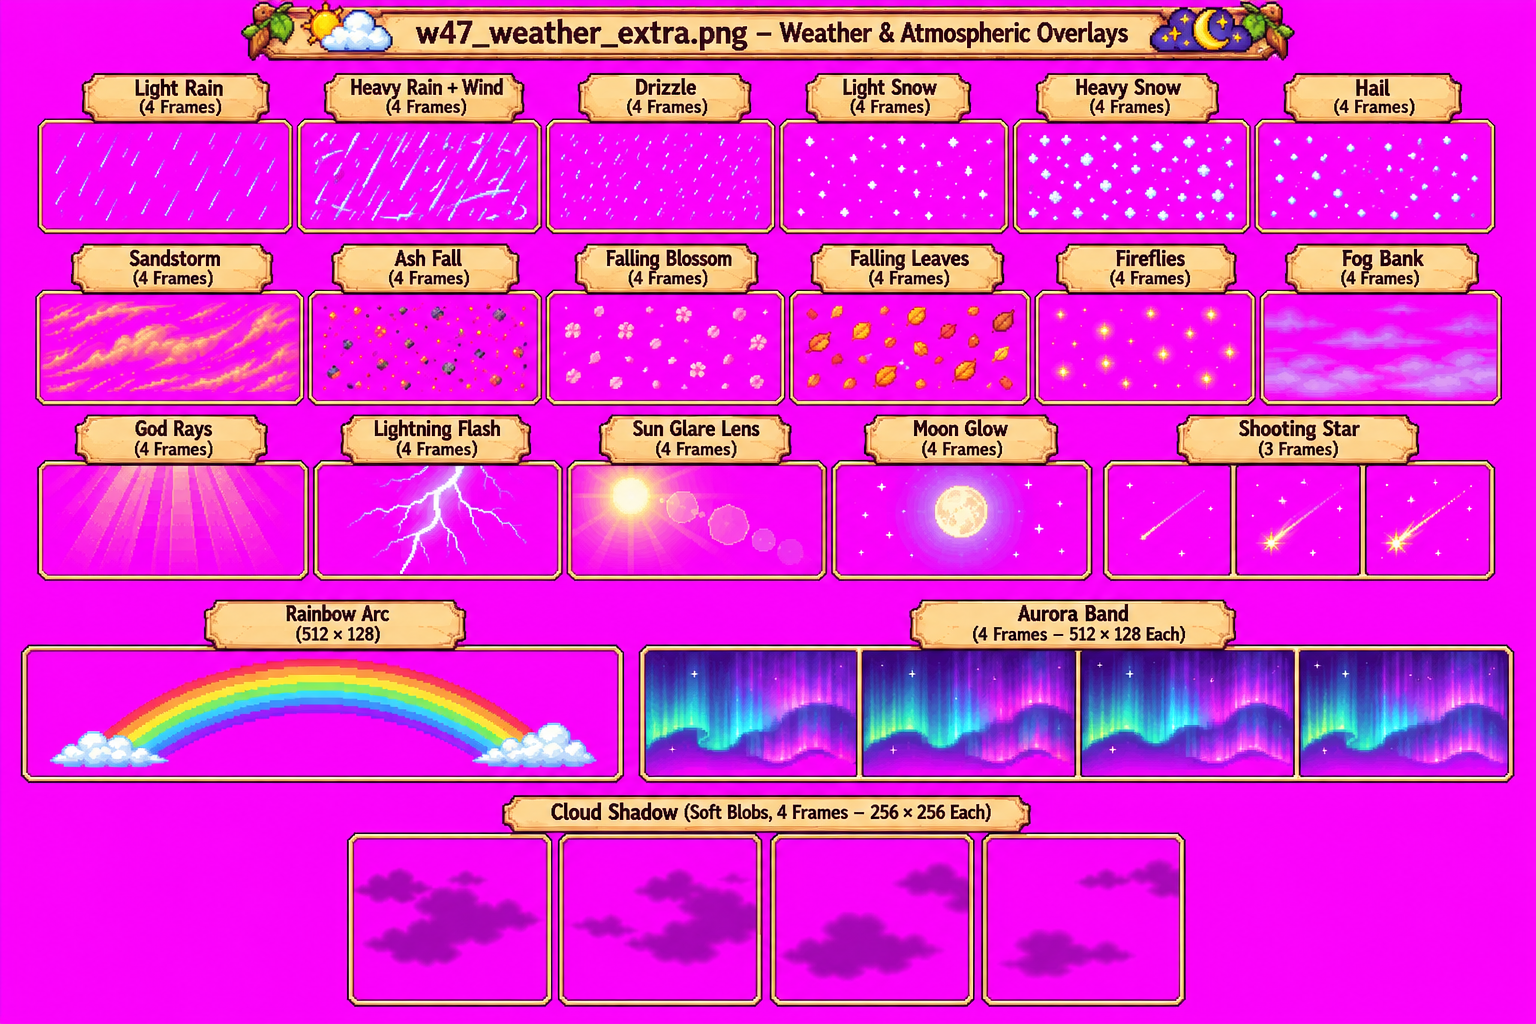 w47_weather_extra.png – Weather & Atmospheric Overlays
Light Rain
(4 Frames)
Heavy Rain + Wind
(4 Frames)
Drizzle
(4 Frames)
Light Snow
(4 Frames)
Heavy Snow
(4 Frames)
Hail
(4 Frames)
Sandstorm
(4 Frames)
Ash Fall
(4 Frames)
Falling Blossom
(4 Frames)
Falling Leaves
(4 Frames)
Fireflies
(4 Frames)
Fog Bank
(4 Frames)
God Rays
(4 Frames)
Lightning Flash
(4 Frames)
Sun Glare Lens
(4 Frames)
Moon Glow
(4 Frames)
Shooting Star
(3 Frames)
Rainbow Arc
(512 × 128)
Aurora Band
(4 Frames – 512 × 128 Each)
Cloud Shadow (Soft Blobs, 4 Frames – 256 × 256 Each)